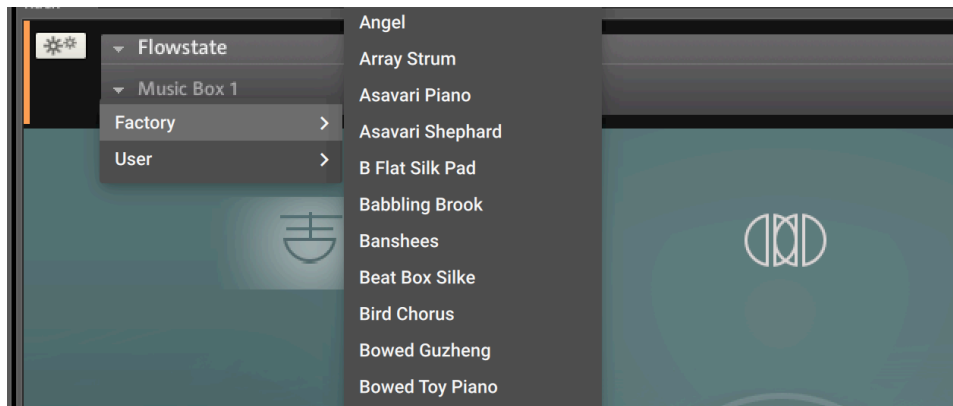 Flowstate
Music Box 1
Factory
User
Angel
Array Strum
Asavari Piano
Asavari Shephard
B Flat Silk Pad
Babbling Brook
Banshees
Beat Box Silke
Bird Chorus
Bowed Guzheng
Bowed Toy Piano